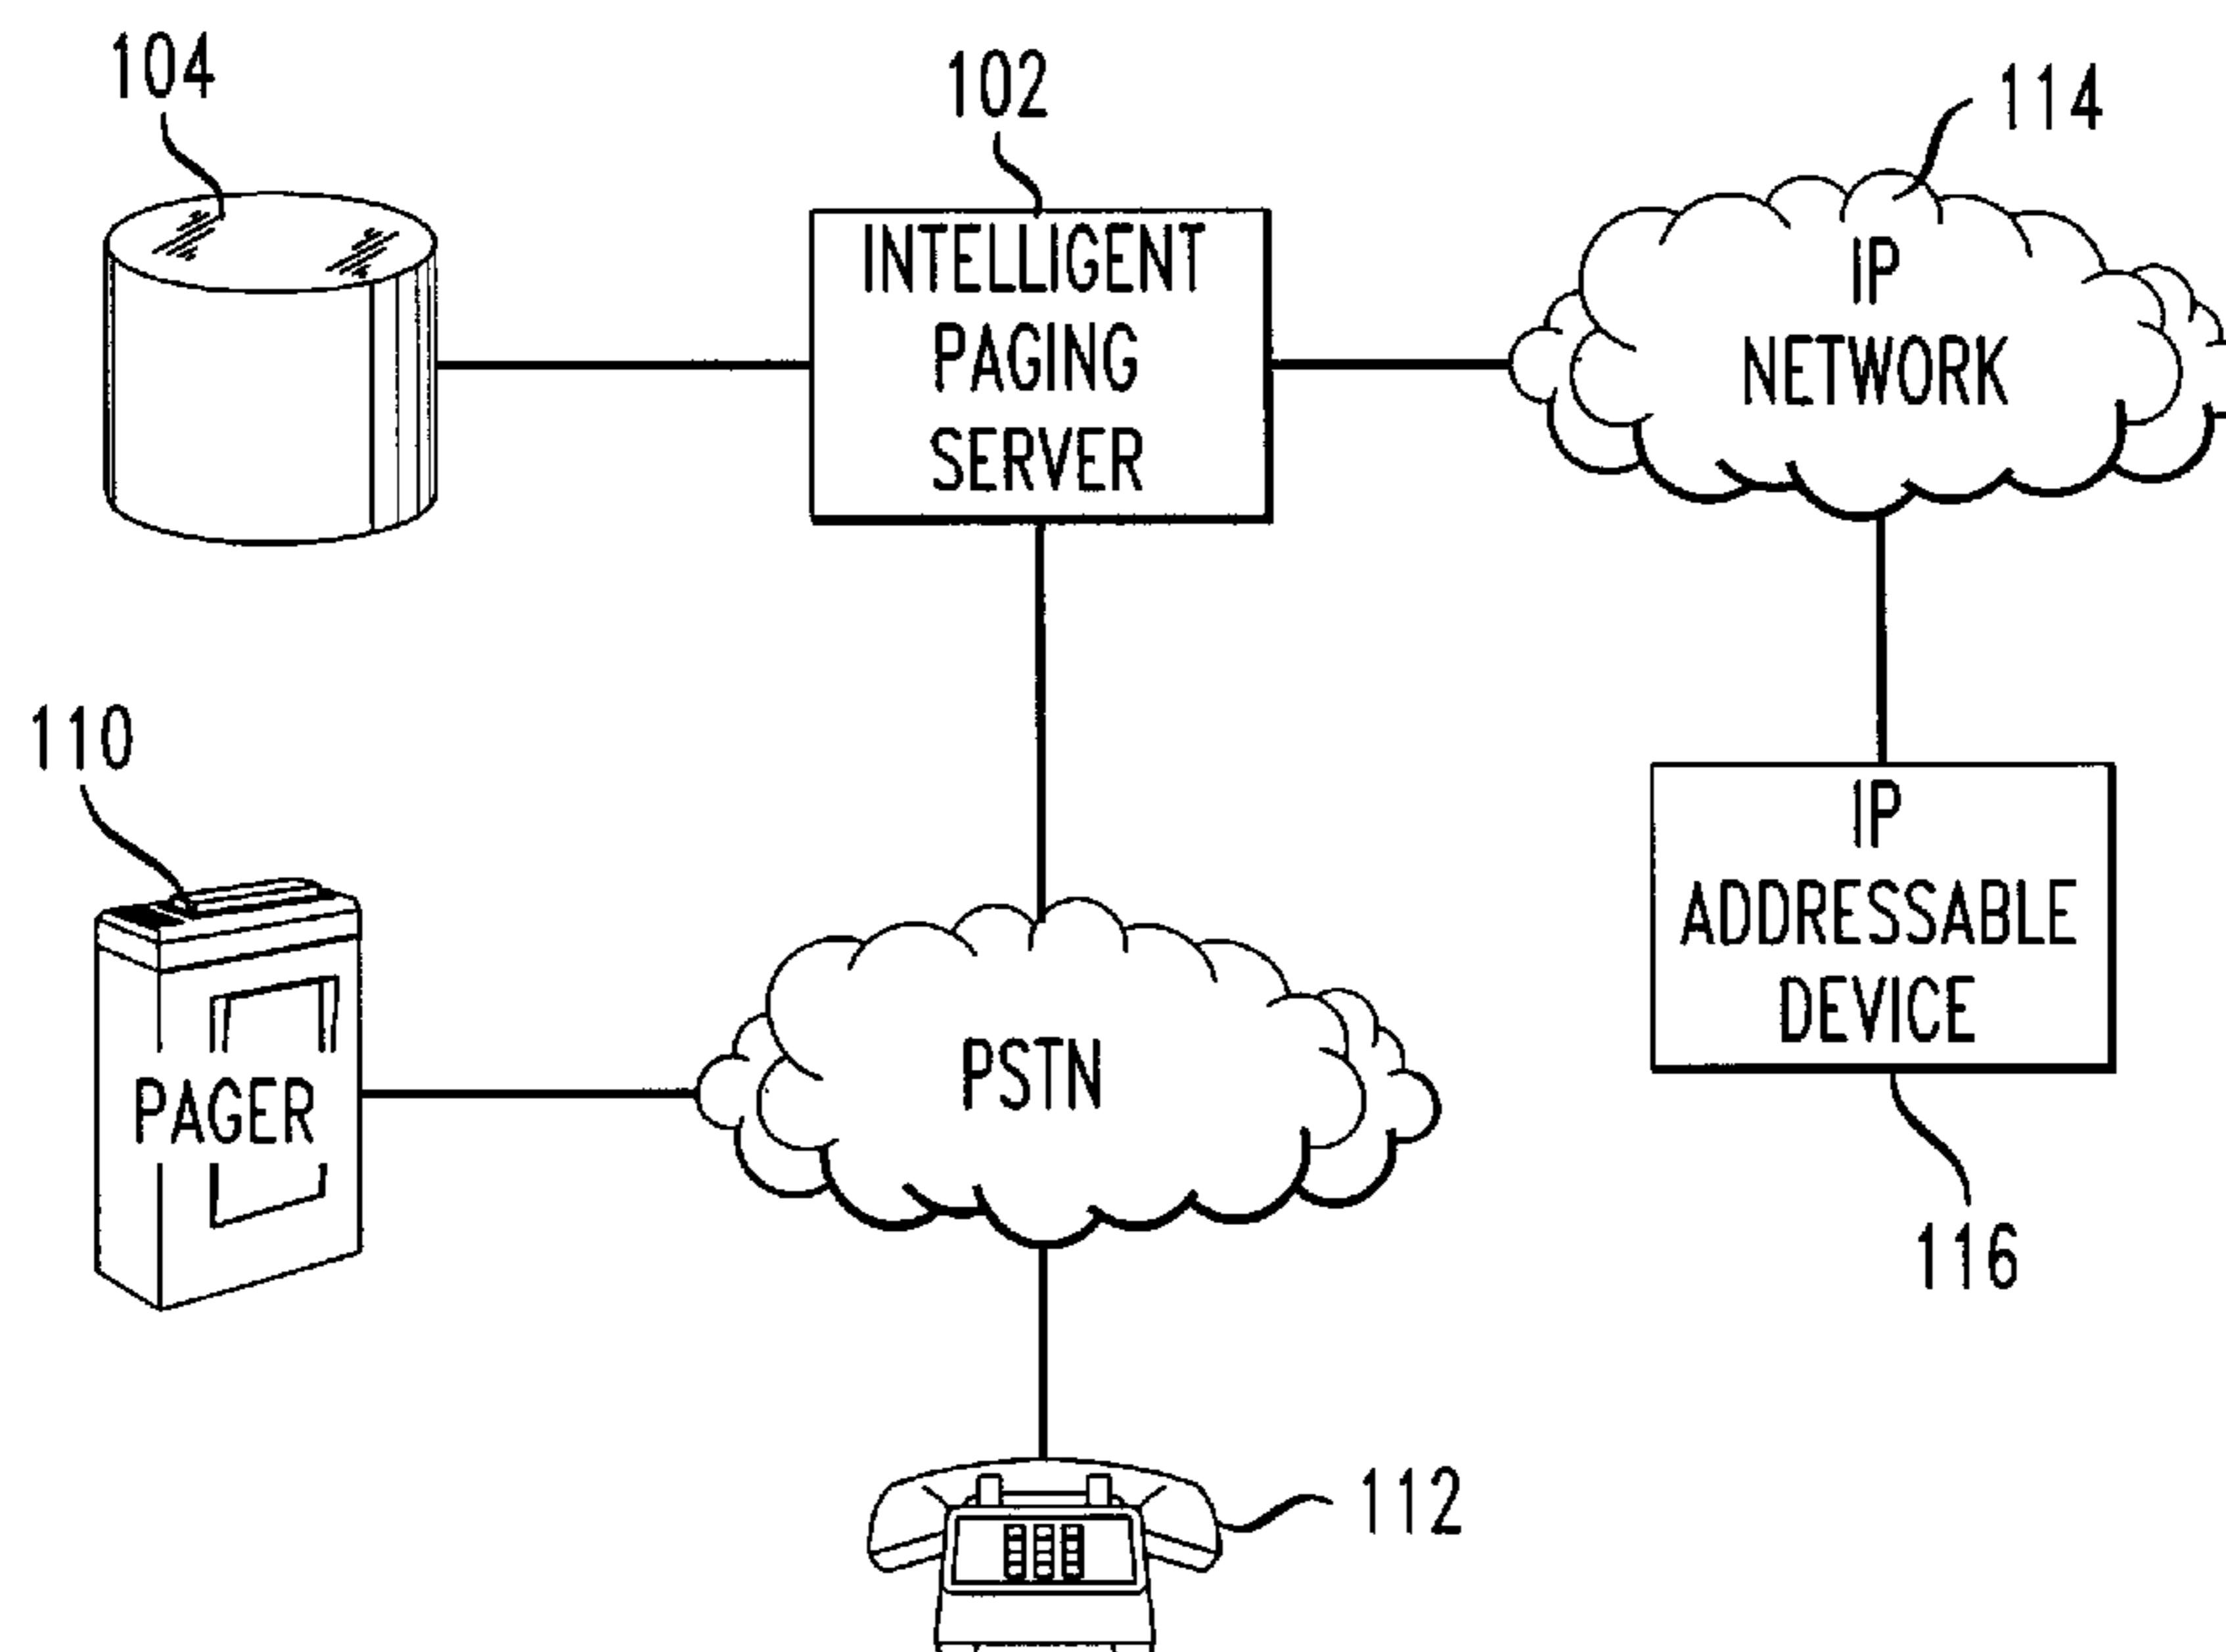 104
102
114
INTELLIGENT
PAGING
SERVER
IP
NETWORK
110
IP
ADDRESSABLE
DEVICE
PAGER
PSTN
116
112